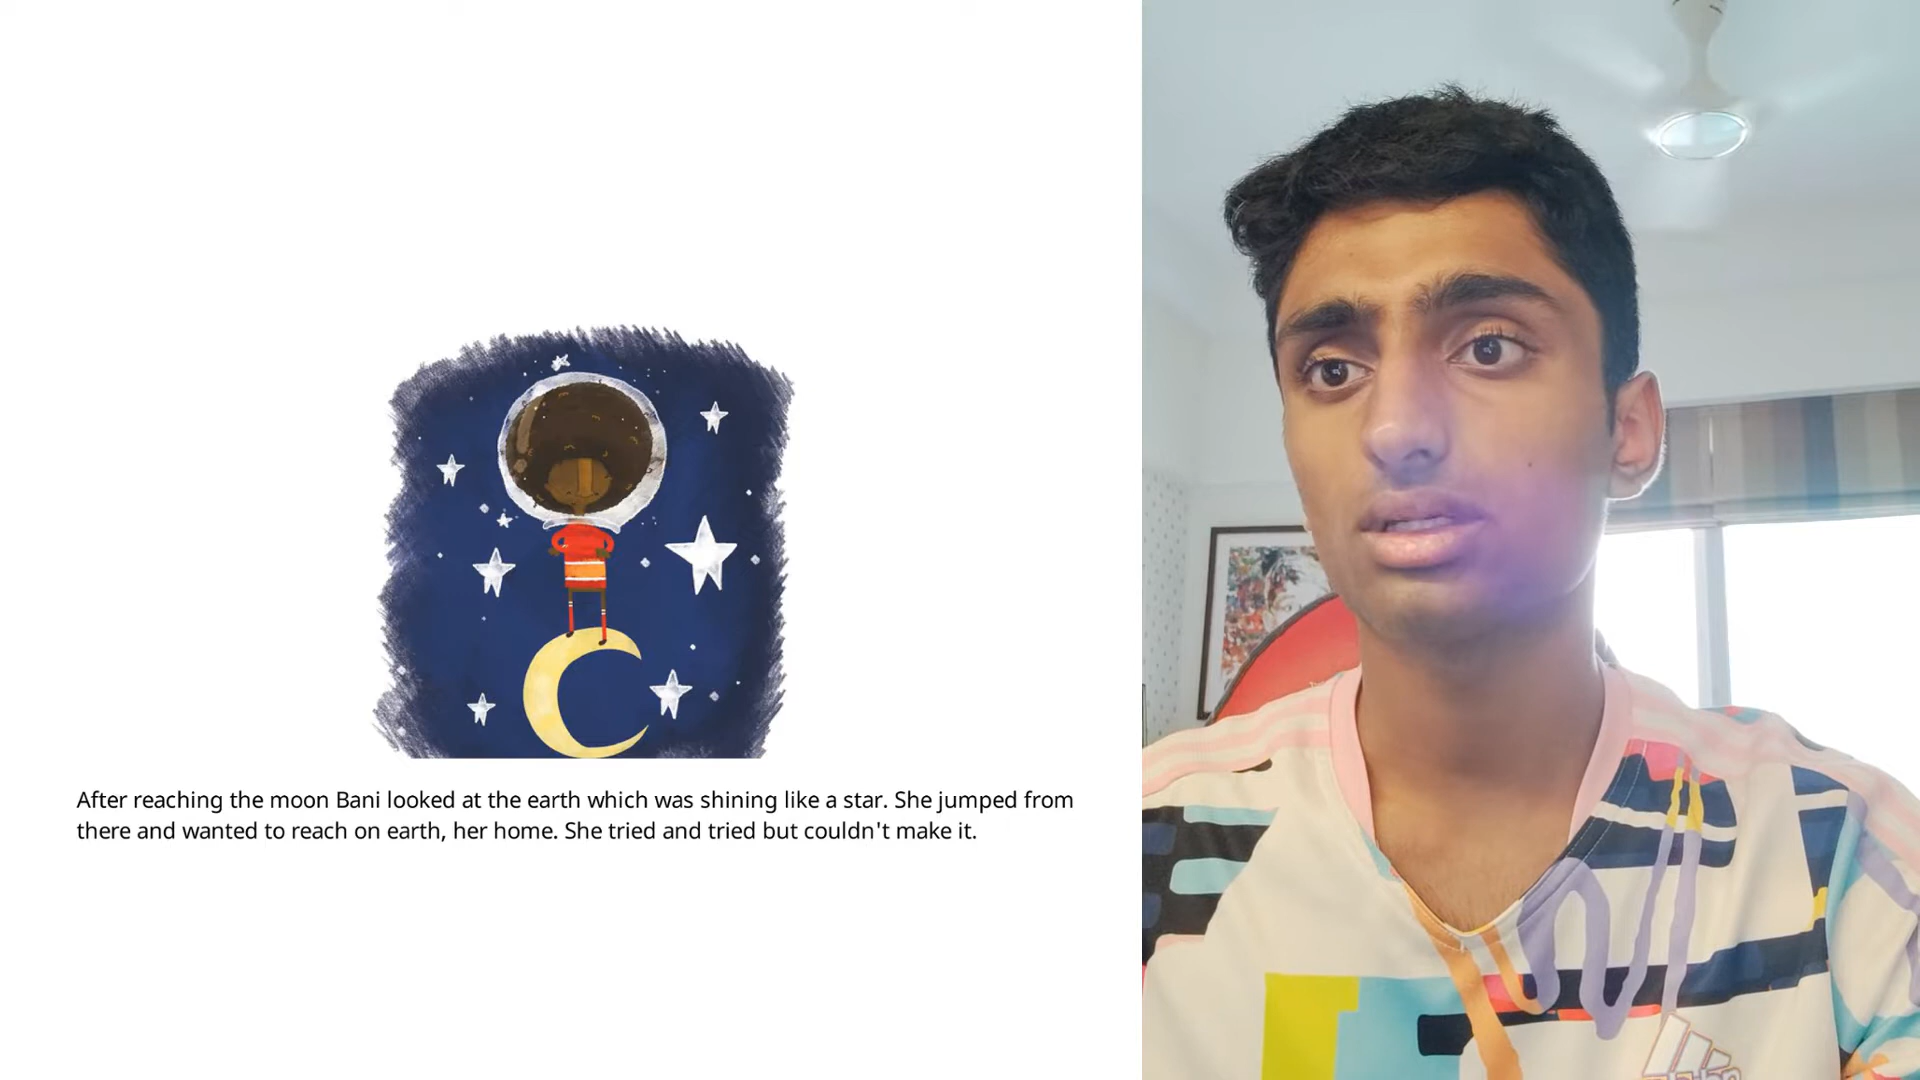 After reaching the moon Bani looked at the earth which was shining like a star. She jumped from
there and wanted to reach on earth, her home. She tried and tried but couldn't make it.